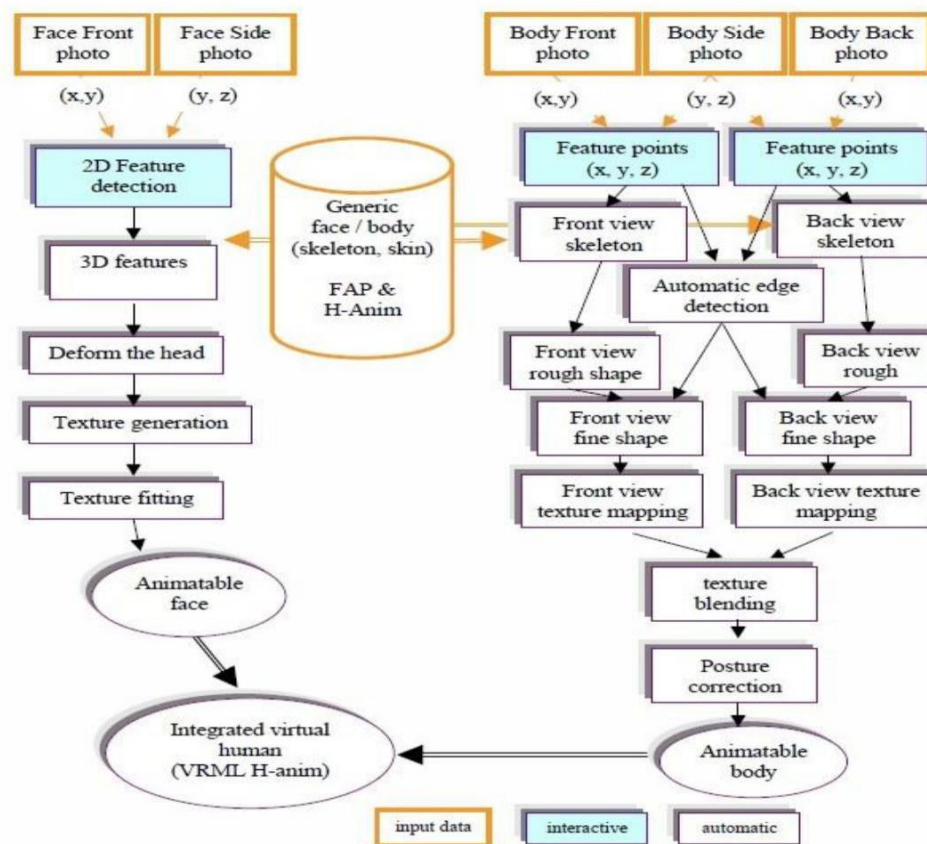 Face Front
photo
Face Side
photo
Body Front
photo
Body Side
photo
Body Back
photo
(x,y)
(y, z)
(x,y)
(y, z)
(x,y)
2D Feature
detection
Generic
face / body
(skeleton, skin)
FAP &
H-Anim
Feature points
(x, y, z)
Feature points
(x, y, z)
Front view
skeleton
Back view
skeleton
3D features
Automatic edge
detection
Deform the head
Front view
rough shape
Back view
rough
Texture generation
Front view
fine shape
Back view
fine shape
Texture fitting
Front view
texture mapping
Back view texture
mapping
Animatable
face
texture
blending
Posture
correction
Integrated virtual
human
(VRML H-anim)
Animatable
body
input data
interactive
automatic